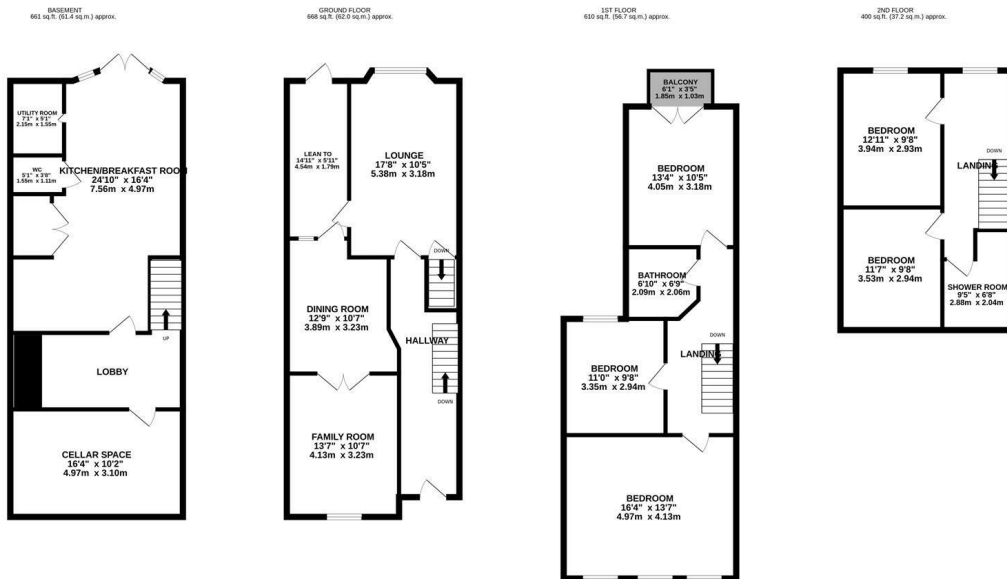 BASEMENT
661 sq.ft. (61.4 sq.m.) approx.
UTILITY ROOM
7'1" x 5'1"
2.15m x 1.55m
WC
5'1" x 3'8"
1.55m x 1.11m
KITCHEN/BREAKFAST ROOM
24'10" x 16'4"
7.56m x 4.97m
UP
LOBBY
CELLAR SPACE
16'4" x 10'2"
4.97m x 3.10m
GROUND FLOOR
668 sq.ft. (62.0 sq.m.) approx.
LEAN TO
14'11" x 5'11"
4.54m x 1.79m
LOUNGE
17'8" x 10'5"
5.38m x 3.18m
DOWN
DINING ROOM
12'9" x 10'7"
3.89m x 3.23m
HALLWAY
DOWN
FAMILY ROOM
13'7" x 10'7"
4.13m x 3.23m
1ST FLOOR
610 sq.ft. (56.7 sq.m.) approx.
BALCONY
6'1" x 3'5"
1.85m x 1.03m
BEDROOM
13'4" x 10'5"
4.05m x 3.18m
BATHROOM
6'10" x 6'9"
2.09m x 2.06m
DOWN
LANDING
BEDROOM
11'0" x 9'8"
3.35m x 2.94m
BEDROOM
16'4" x 13'7"
4.97m x 4.13m
2ND FLOOR
400 sq.ft. (37.2 sq.m.) approx.
BEDROOM
12'11" x 9'8"
3.94m x 2.93m
DOWN
LANDING
BEDROOM
11'7" x 9'8"
3.53m x 2.94m
SHOWER ROOM
9'5" x 6'8"
2.88m x 2.04m